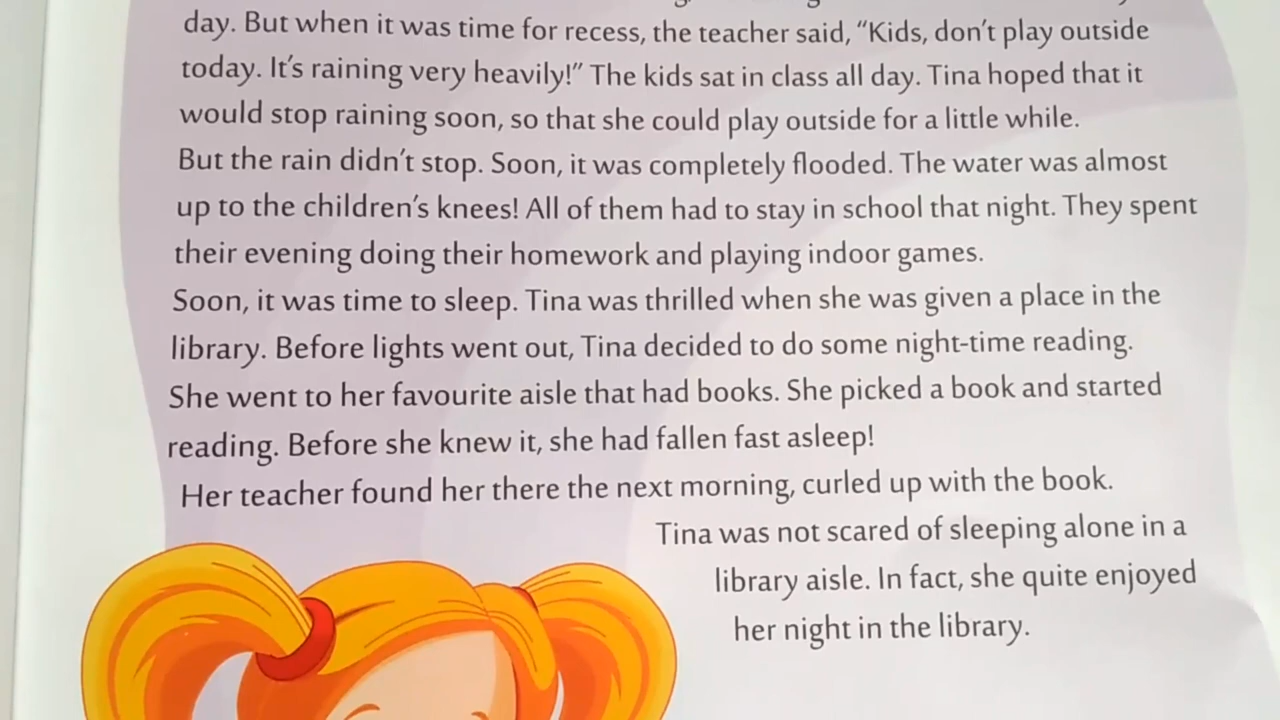 day. But when it was time for recess, the teacher said, “Kids, don’t play outside
today. It’s raining very heavily!” The kids sat in class all day. Tina hoped that it
would stop raining soon, so that she could play outside for a little while.
But the rain didn’t stop. Soon, it was completely flooded. The water was almost
up to the children’s knees! All of them had to stay in school that night. They spent
their evening doing their homework and playing indoor games.
Soon, it was time to sleep. Tina was thrilled when she was given a place in the
library. Before lights went out, Tina decided to do some night-time reading.
She went to her favourite aisle that had books. She picked a book and started
reading. Before she knew it, she had fallen fast asleep!
Her teacher found her there the next morning, curled up with the book.
Tina was not scared of sleeping alone in a
library aisle. In fact, she quite enjoyed
her night in the library.